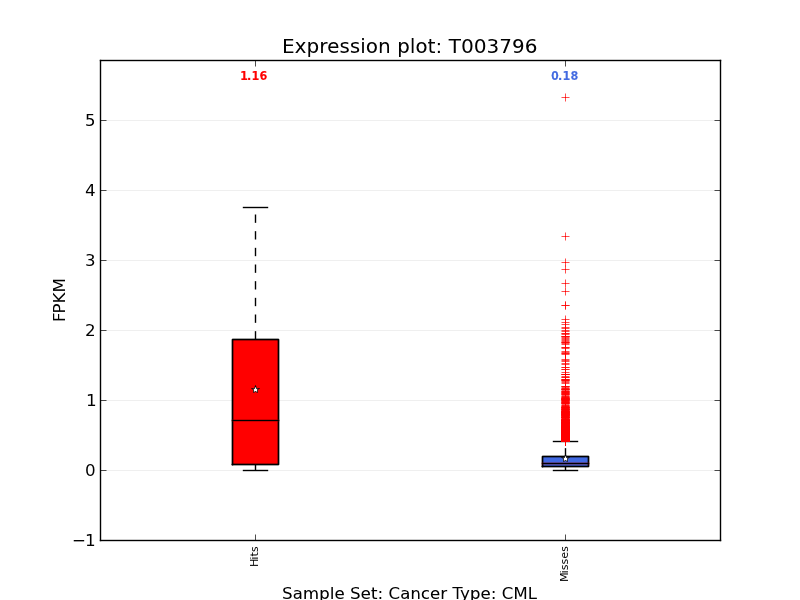 Expression plot: T003796
1.16 0.18
5
4
3
2
1
0
−1
FPKM
Hits
Misses
Sample Set: Cancer Type: CML